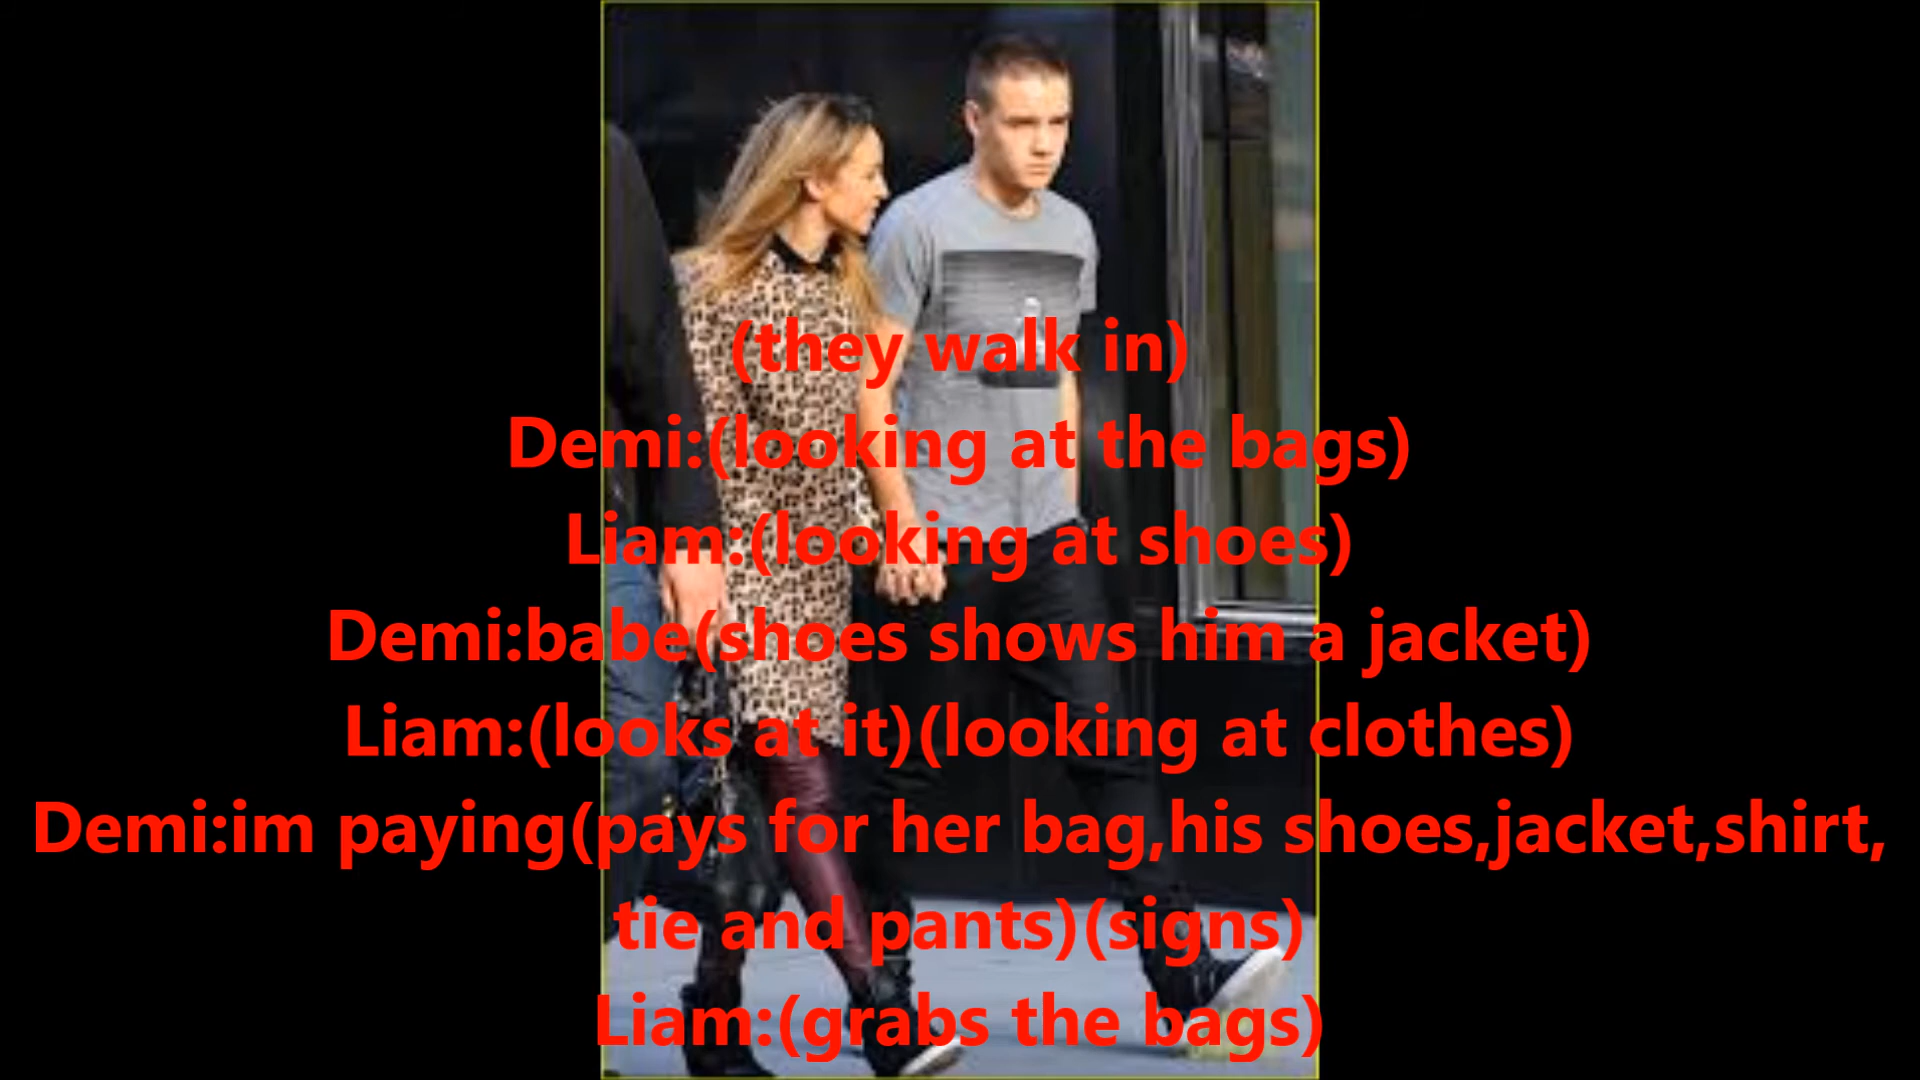 (they walk in)
Demi:(looking at the bags)
Liam:(looking at shoes)
Demi:babe(shoes shows him a jacket)
Liam:(looks at it)(looking at clothes)
Demi:im paying(pays for her bag,his shoes,jacket,shirt,
tie and pants)(signs)
Liam:(grabs the bags)